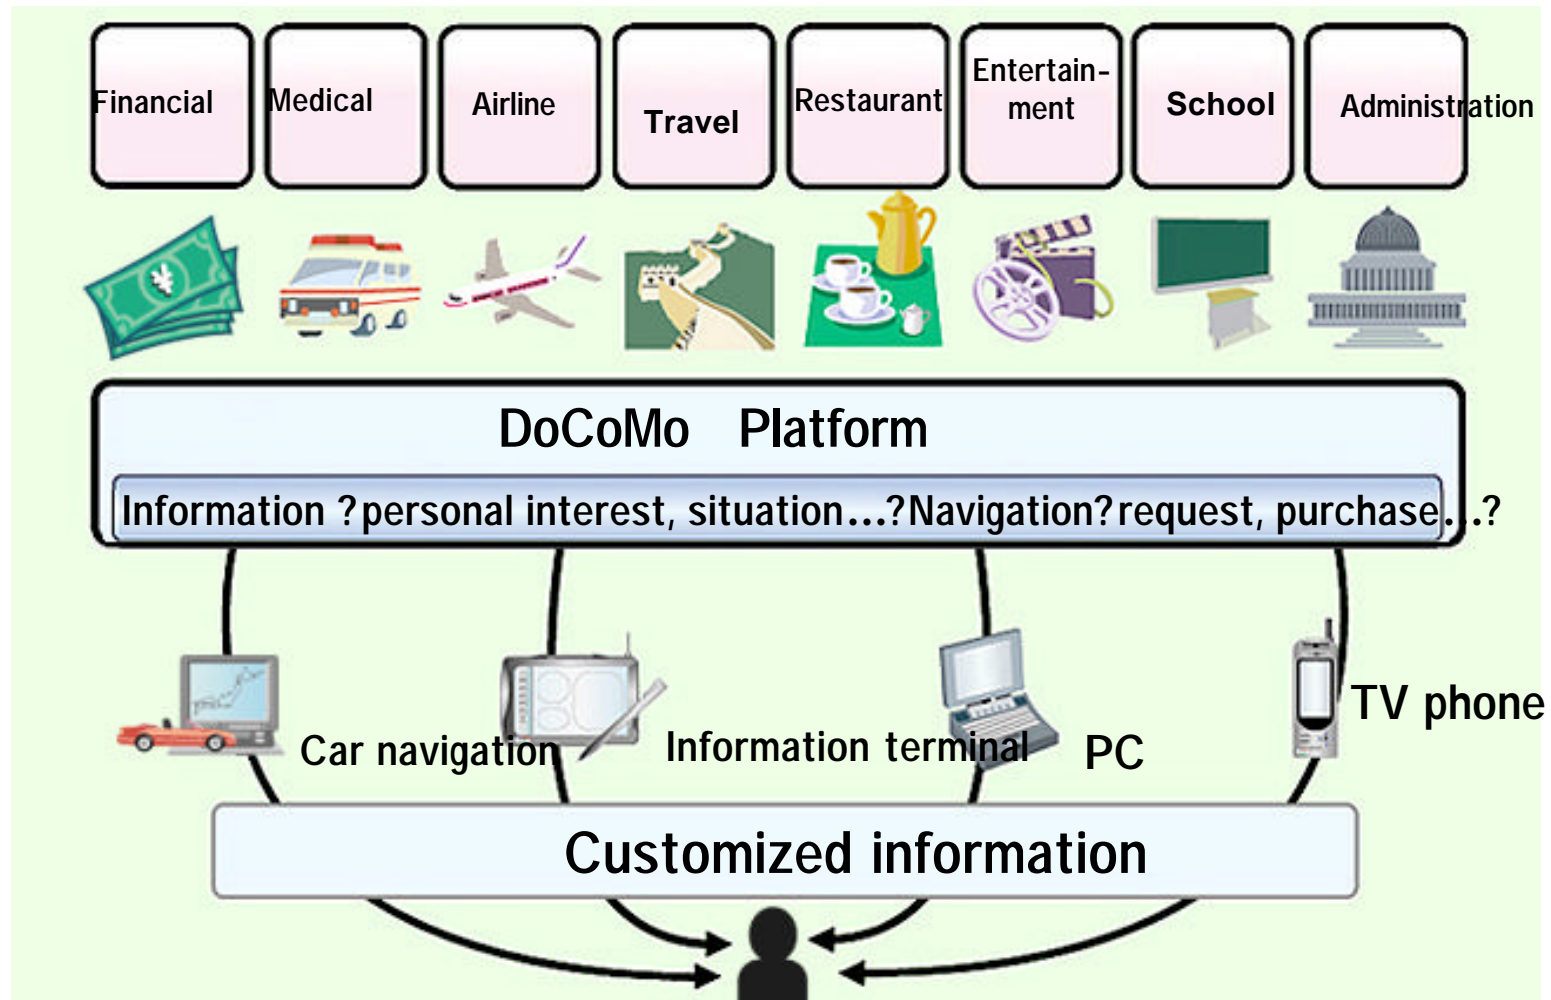 Financial
Medical
Airline
Travel
Restaurant
Entertain-
ment
School
Administration
¥
DoCoMo Platform
Information ?personal interest, situation...?Navigation?request, purchase...?
Car navigation
Information terminal
PC
TV phone
Customized information